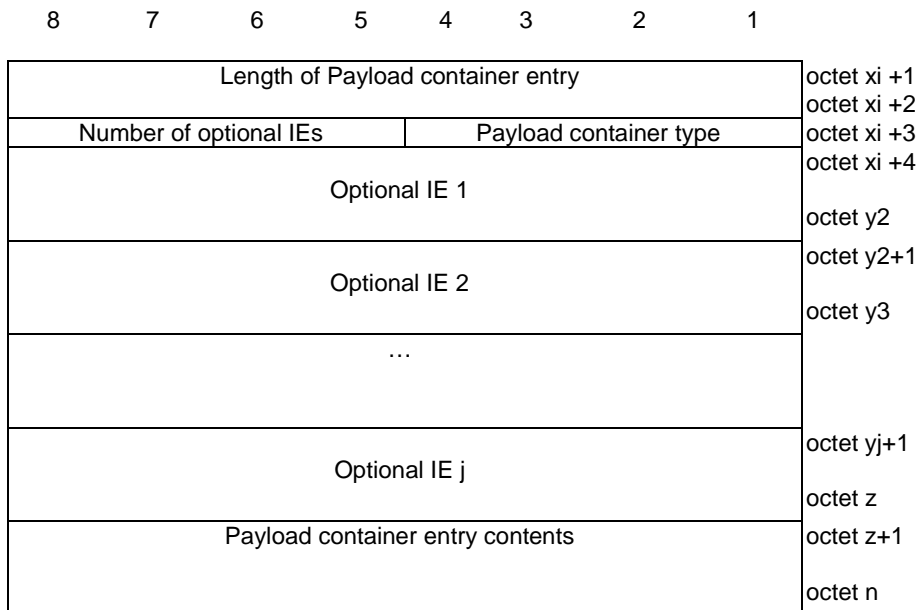 8 7 6 5 4 3 2 1
Length of Payload container entry octet xi +1
octet xi +2
Number of optional IEs Payload container type octet xi +3
octet xi +4
Optional IE 1
octet y2
octet y2+1
Optional IE 2
octet y3
…
octet yj+1
Optional IE j
octet z
Payload container entry contents octet z+1
octet n